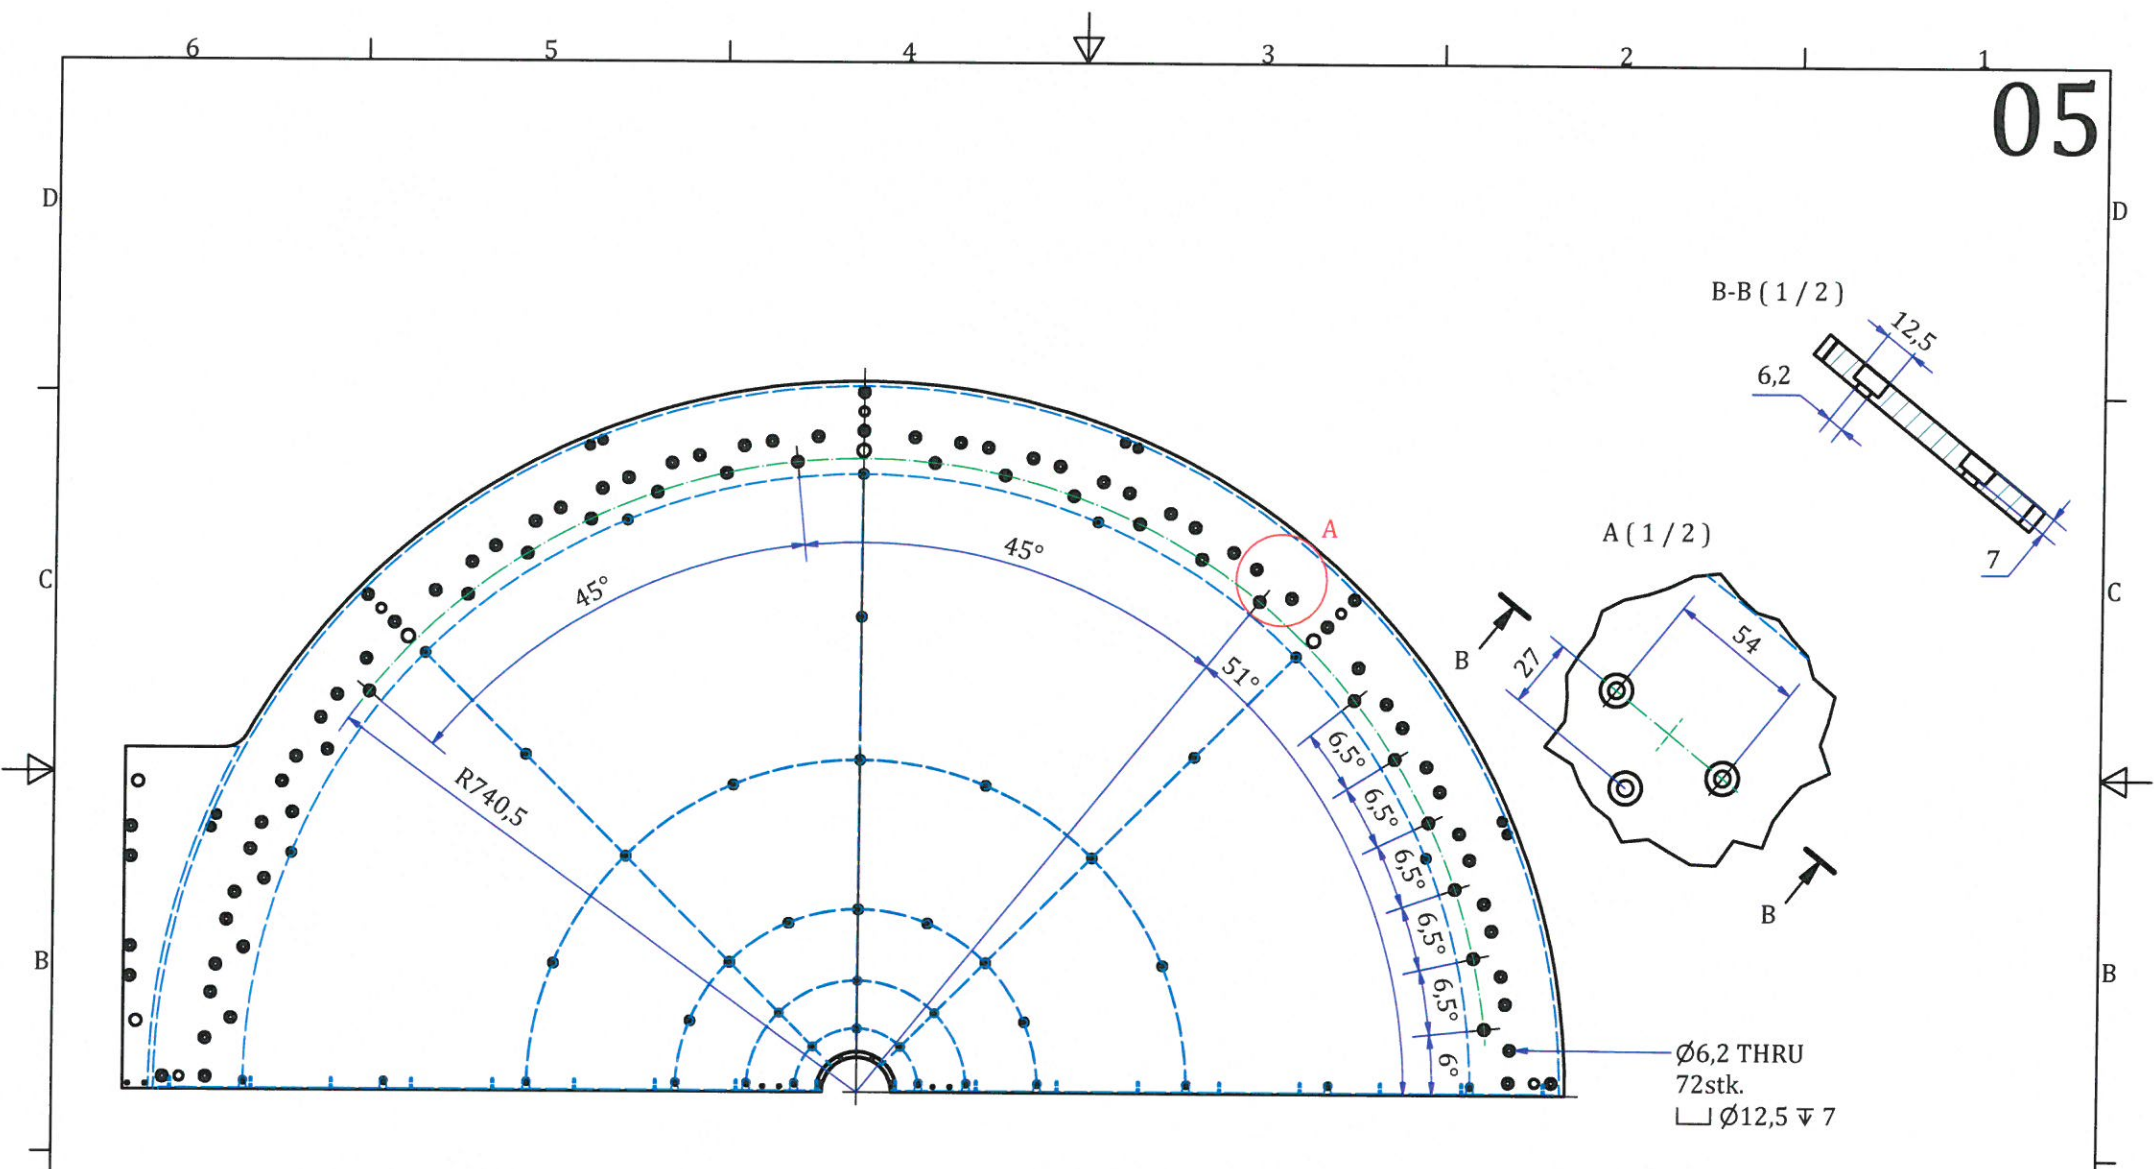 6 5 4 3 2 1
05
D
D
B-B ( 1 / 2 )
12,5
6,2
7
A
A ( 1 / 2 )
45°
45°
C
C
54
27
B
51°
6,5°
R740,5
6,5°
6,5°
B
B
B
6,5°
6,5°
6°
Ø6,2 THRU
72stk.
⌴ Ø12,5 ↧ 7